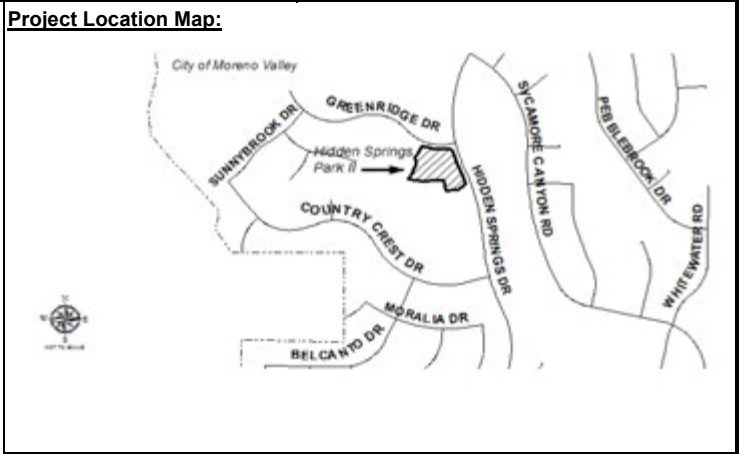 Project Location Map:
City of Moreno Valley
GREENRIDGE DR
SUNNYBROOK DR
Hidden Springs
Park II
SYCAMORE CANYON RD
PEBBLEBROOK DR
HIDDEN SPRINGS DR
COUNTRY CREST DR
WHITEWATER RD
MORALIA DR
BELCANTO DR